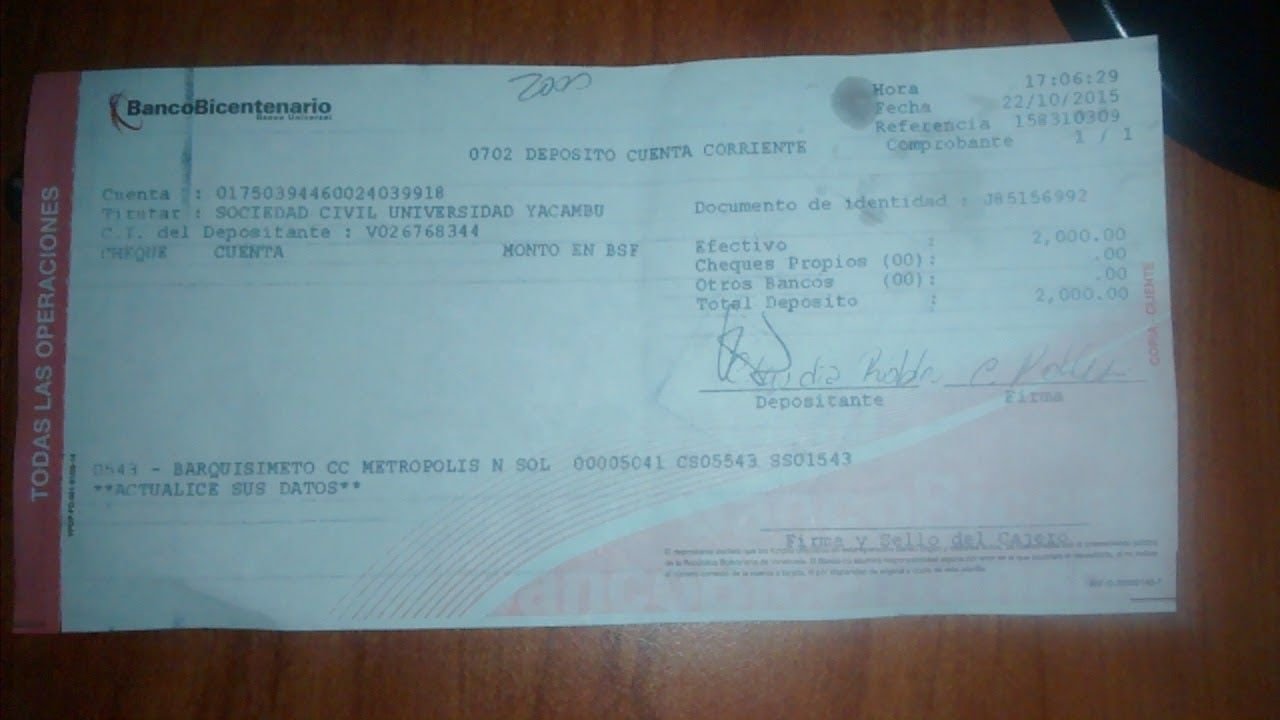 2000
BancoBicentenario
Banco Universal
Hora 17:06:29
Fecha 22/10/2015
Referencia 158310309
Comprobante 1 / 1
0702 DEPOSITO CUENTA CORRIENTE
Cuenta : 01750394460024039918
Titular : SOCIEDAD CIVIL UNIVERSIDAD YACAMBU
Documento de identidad : J85156992
C.I. del Depositante : V026768344
CHEQUE CUENTA MONTO EN BSF
Efectivo : 2,000.00
Cheques Propios (00): .00
Otros Bancos (00): .00
Total Deposito : 2,000.00
Depositante Firma
0543 - BARQUISIMETO CC METROPOLIS N SOL 00005041 CS05543 SS01543
**ACTUALICE SUS DATOS**
Firma y Sello del Cajero
TODAS LAS OPERACIONES
COPIA CLIENTE